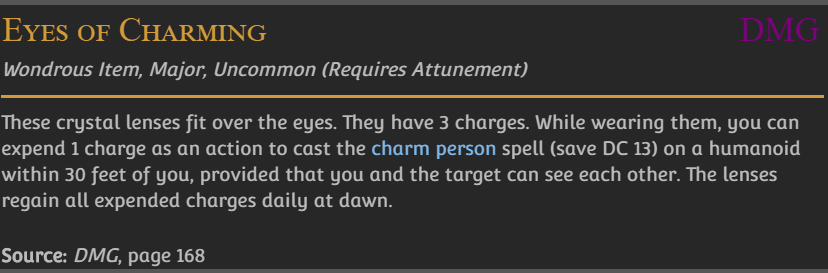 Eyes of Charming DMG
Wondrous Item, Major, Uncommon (Requires Attunement)
These crystal lenses fit over the eyes. They have 3 charges. While wearing them, you can
expend 1 charge as an action to cast the charm person spell (save DC 13) on a humanoid
within 30 feet of you, provided that you and the target can see each other. The lenses
regain all expended charges daily at dawn.
Source: DMG, page 168